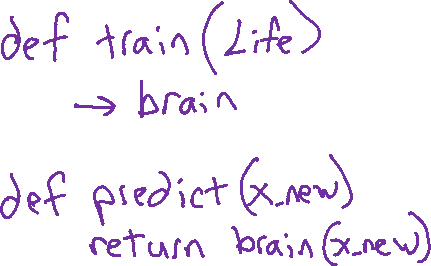 def train(Life)
→ brain
def predict(x_new)
return brain(x_new)